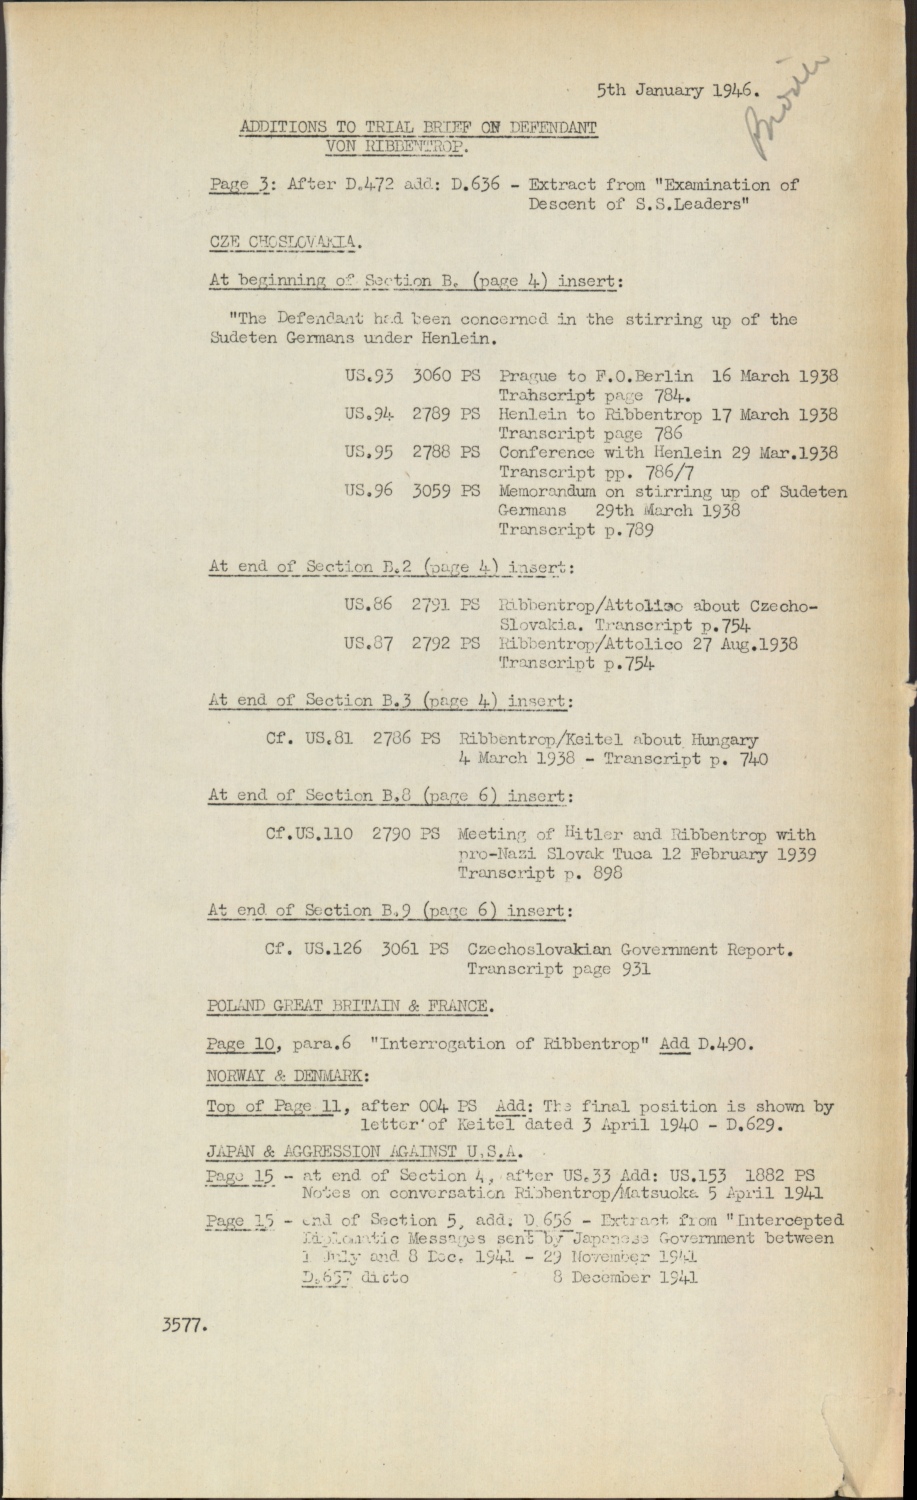 5th January 1946.
ADDITIONS TO TRIAL BRIEF ON DEFENDANT
VON RIBBENTROP.
Page 3: After D.472 add: D.636 - Extract from "Examination of
Descent of S.S.Leaders"
CZE CHOSLOVAKIA.
At beginning of Section B. (page 4) insert:
"The Defendant had been concerned in the stirring up of the
Sudeten Germans under Henlein.
US.93 3060 PS Prague to F.O.Berlin 16 March 1938
Trahscript page 784.
US.94 2789 PS Henlein to Ribbentrop 17 March 1938
Transcript page 786
US.95 2788 PS Conference with Henlein 29 Mar.1938
Transcript pp. 786/7
US.96 3059 PS Memorandum on stirring up of Sudeten
Germans 29th March 1938
Transcript p.789
At end of Section B.2 (page 4) insert:
US.86 2791 PS Ribbentrop/Attolico about Czecho-
Slovakia. Transcript p.754
US.87 2792 PS Ribbentrop/Attolico 27 Aug.1938
Transcript p.754
At end of Section B.3 (page 4) insert:
Cf. US.81 2786 PS Ribbentrop/Keitel about Hungary
4 March 1938 - Transcript p. 740
At end of Section B.8 (page 6) insert:
Cf.US.110 2790 PS Meeting of Hitler and Ribbentrop with
pro-Nazi Slovak Tuca 12 February 1939
Transcript p. 898
At end of Section B.9 (page 6) insert:
Cf. US.126 3061 PS Czechoslovakian Government Report.
Transcript page 931
POLAND GREAT BRITAIN & FRANCE.
Page 10, para.6 "Interrogation of Ribbentrop" Add D.490.
NORWAY & DENMARK:
Top of Page 11, after 004 PS Add: The final position is shown by
letter of Keitel dated 3 April 1940 - D.629.
JAPAN & AGGRESSION AGAINST U.S.A.
Page 15 - at end of Section 4, after US.33 Add: US.153 1882 PS
Notes on conversation Ribbentrop/Matsuoka 5 April 1941
Page 15 - end of Section 5, add: D 656 - Extract from "Intercepted
Diplomatic Messages sent by Japanese Government between
1 July and 8 Dec. 1941 - 29 November 1941
D.657 ditto - 8 December 1941
3577.